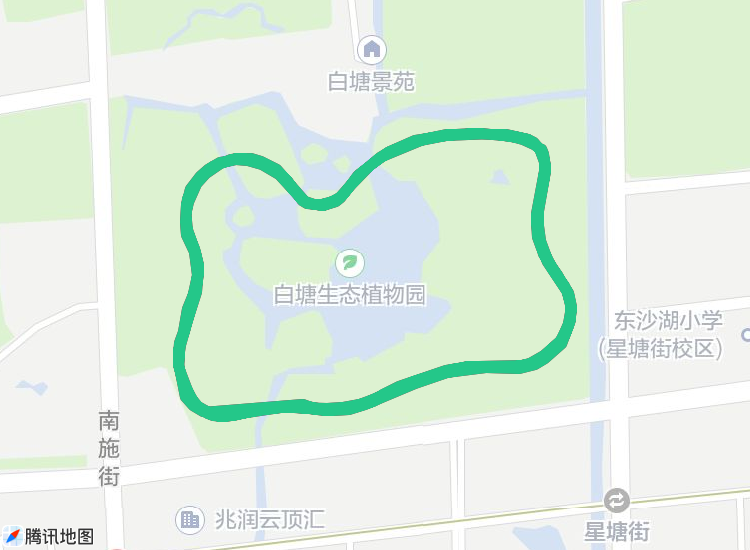 白塘景苑
白塘生态植物园
东沙湖小学
(星塘街校区)
南
施
街
兆润云顶汇
星塘街
腾讯地图